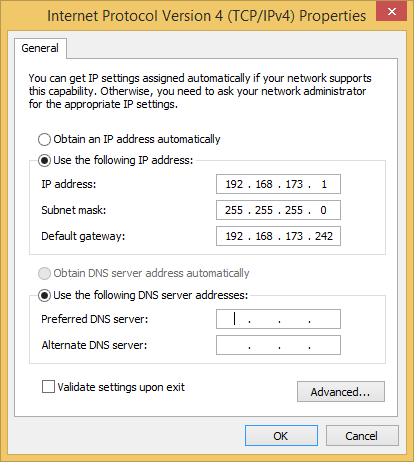 Internet Protocol Version 4 (TCP/IPv4) Properties
General
You can get IP settings assigned automatically if your network supports
this capability. Otherwise, you need to ask your network administrator
for the appropriate IP settings.
Obtain an IP address automatically
Use the following IP address:
IP address: 192 . 168 . 173 . 1
Subnet mask: 255 . 255 . 255 . 0
Default gateway: 192 . 168 . 173 . 242
Obtain DNS server address automatically
Use the following DNS server addresses:
Preferred DNS server: . . .
Alternate DNS server: . . .
Validate settings upon exit
Advanced...
OK Cancel